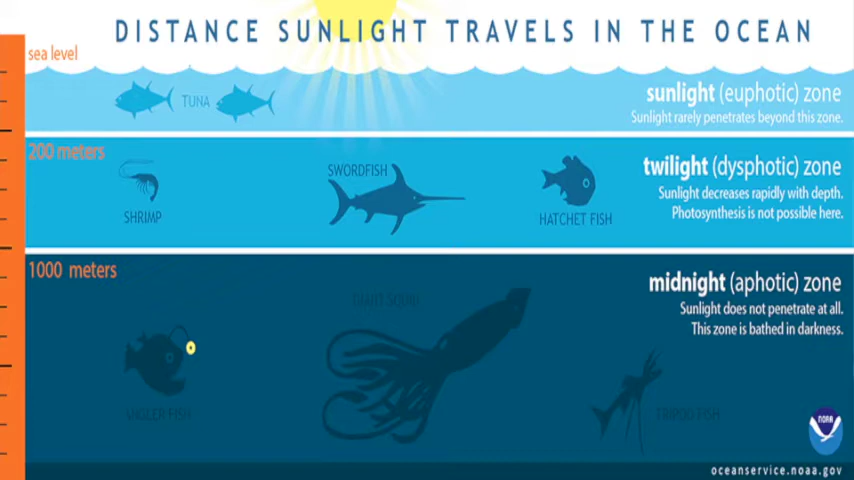 DISTANCE SUNLIGHT TRAVELS IN THE OCEAN
sea level
TUNA
sunlight (euphotic) zone
Sunlight rarely penetrates beyond this zone.
200 meters
SHRIMP
SWORDFISH
HATCHET FISH
twilight (dysphotic) zone
Sunlight decreases rapidly with depth.
Photosynthesis is not possible here.
1000 meters
midnight (aphotic) zone
Sunlight does not penetrate at all.
This zone is bathed in darkness.
GIANT SQUID
ANGLER FISH
TRIPOD FISH
NOAA
oceanservice.noaa.gov